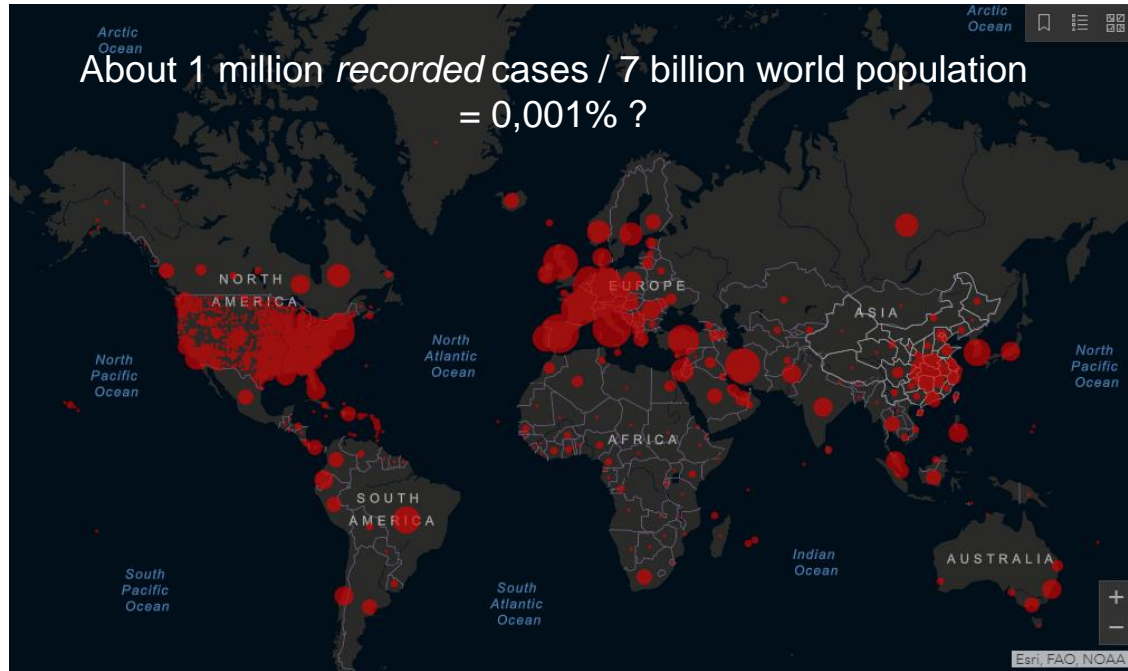 Arctic
Ocean
Arctic
Ocean
About 1 million recorded cases / 7 billion world population
= 0,001% ?
NORTH
AMERICA
EUROPE
ASIA
North
Pacific
Ocean
North
Atlantic
Ocean
North
Pacific
Ocean
AFRICA
SOUTH
AMERICA
Indian
Ocean
AUSTRALIA
South
Pacific
Ocean
South
Atlantic
Ocean
+
−
Esri, FAO, NOAA